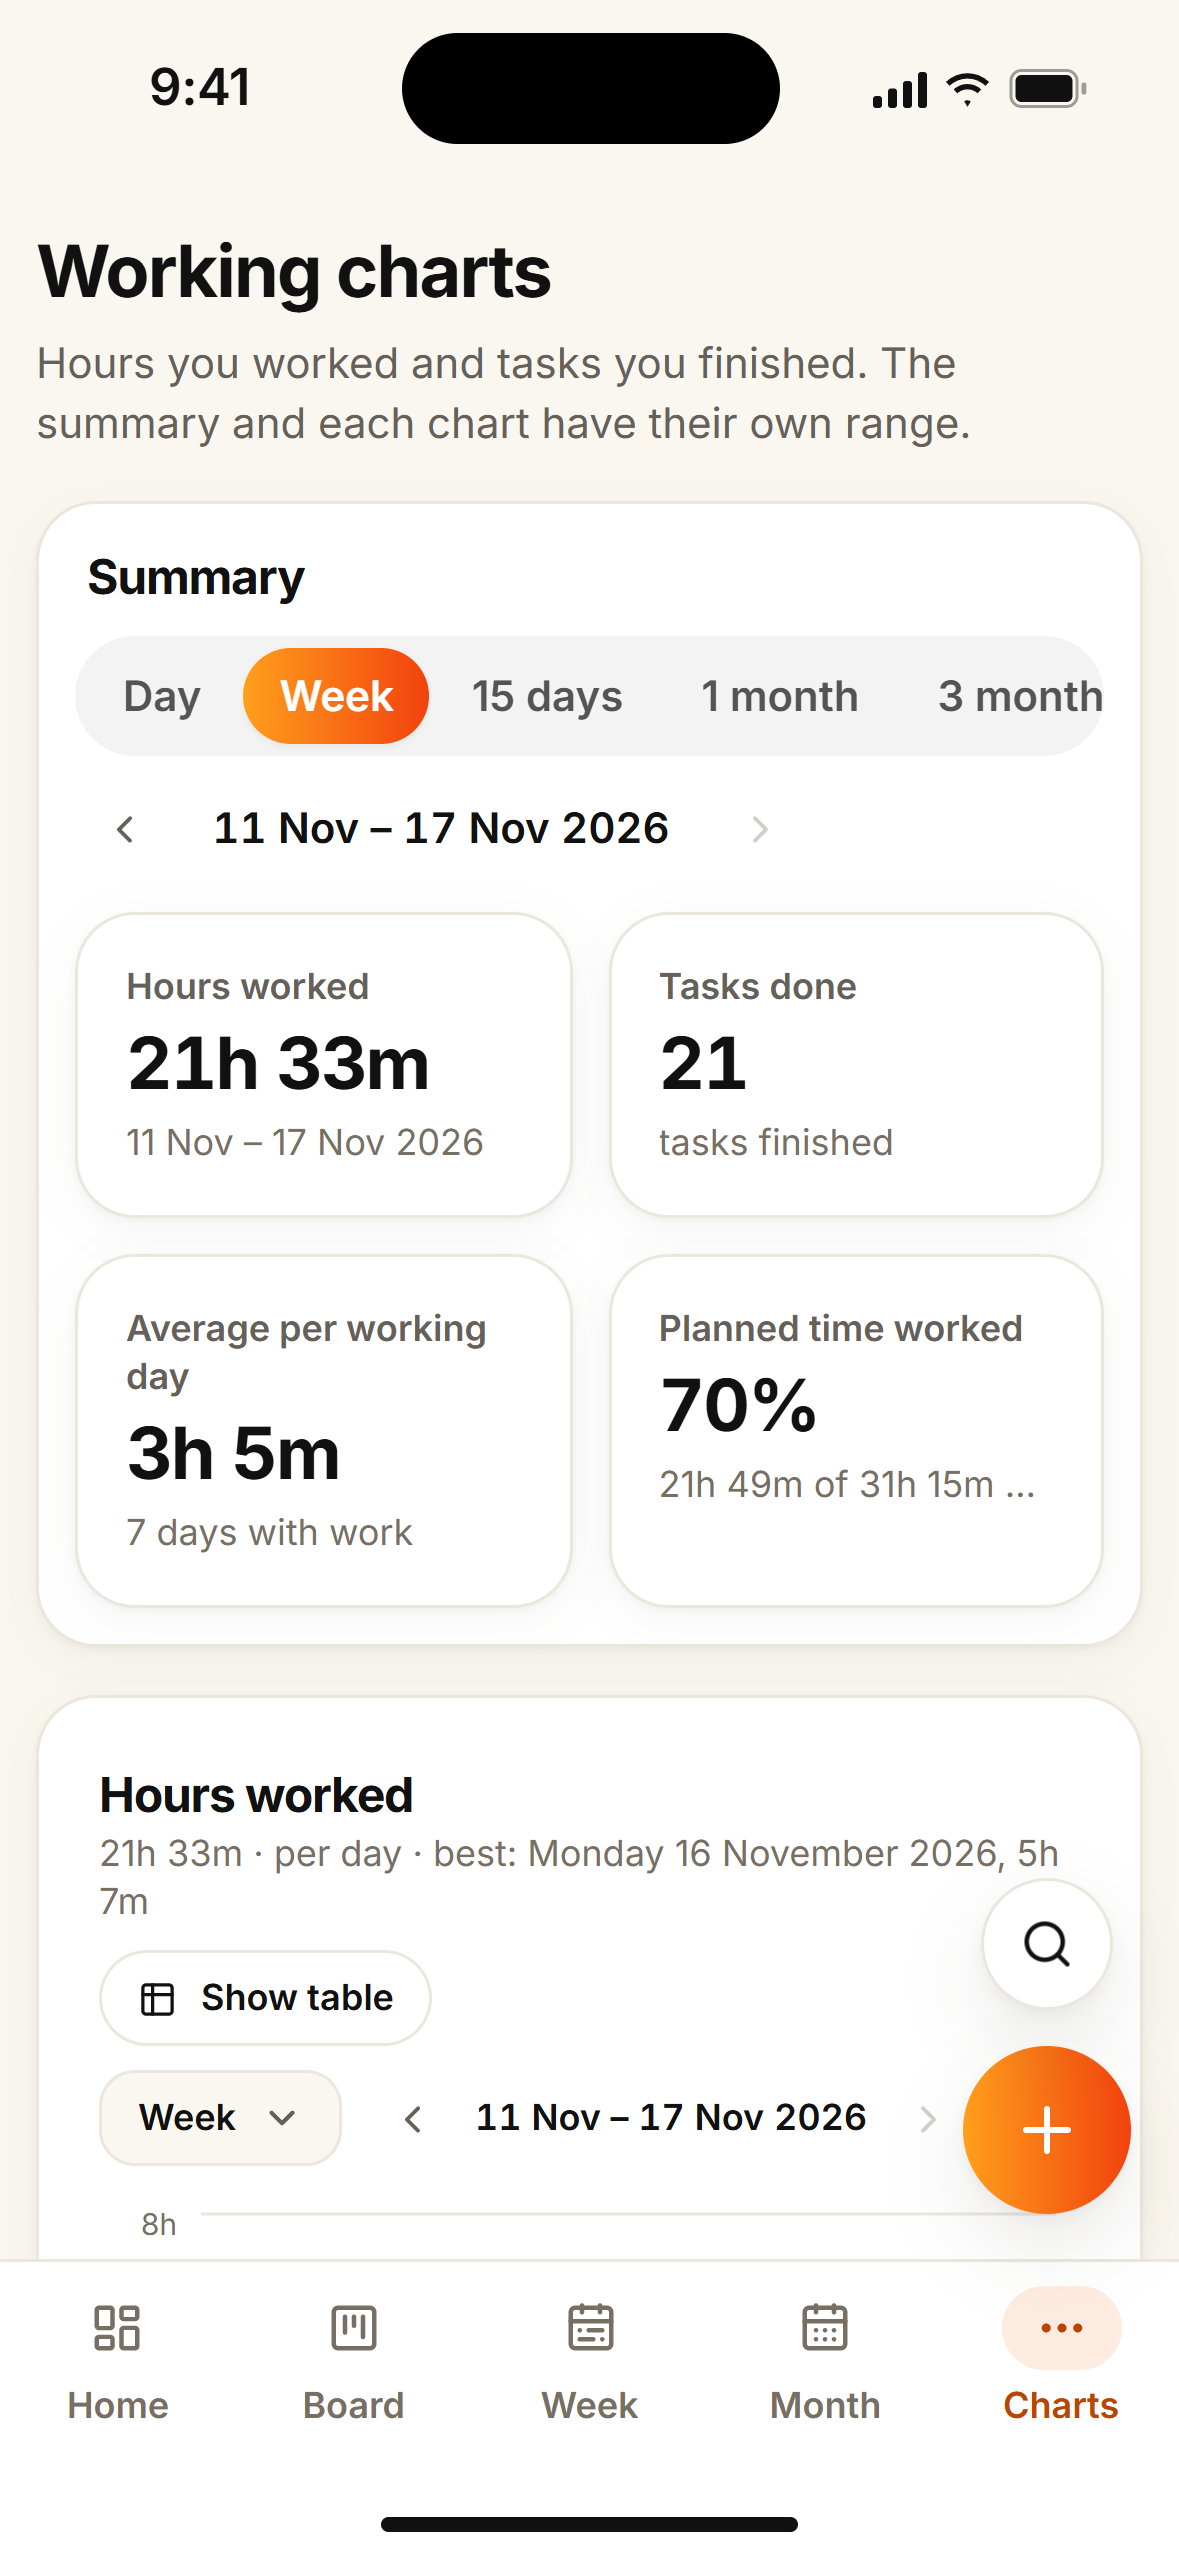 9:41
Working charts
Hours you worked and tasks you finished. The
summary and each chart have their own range.
Summary
Day Week 15 days 1 month 3 month
11 Nov – 17 Nov 2026
Hours worked
21h 33m
11 Nov – 17 Nov 2026
Tasks done
21
tasks finished
Average per working
day
3h 5m
7 days with work
Planned time worked
70%
21h 49m of 31h 15m ...
Hours worked
21h 33m · per day · best: Monday 16 November 2026, 5h
7m
Show table
Week 11 Nov – 17 Nov 2026
8h
Home Board Week Month Charts